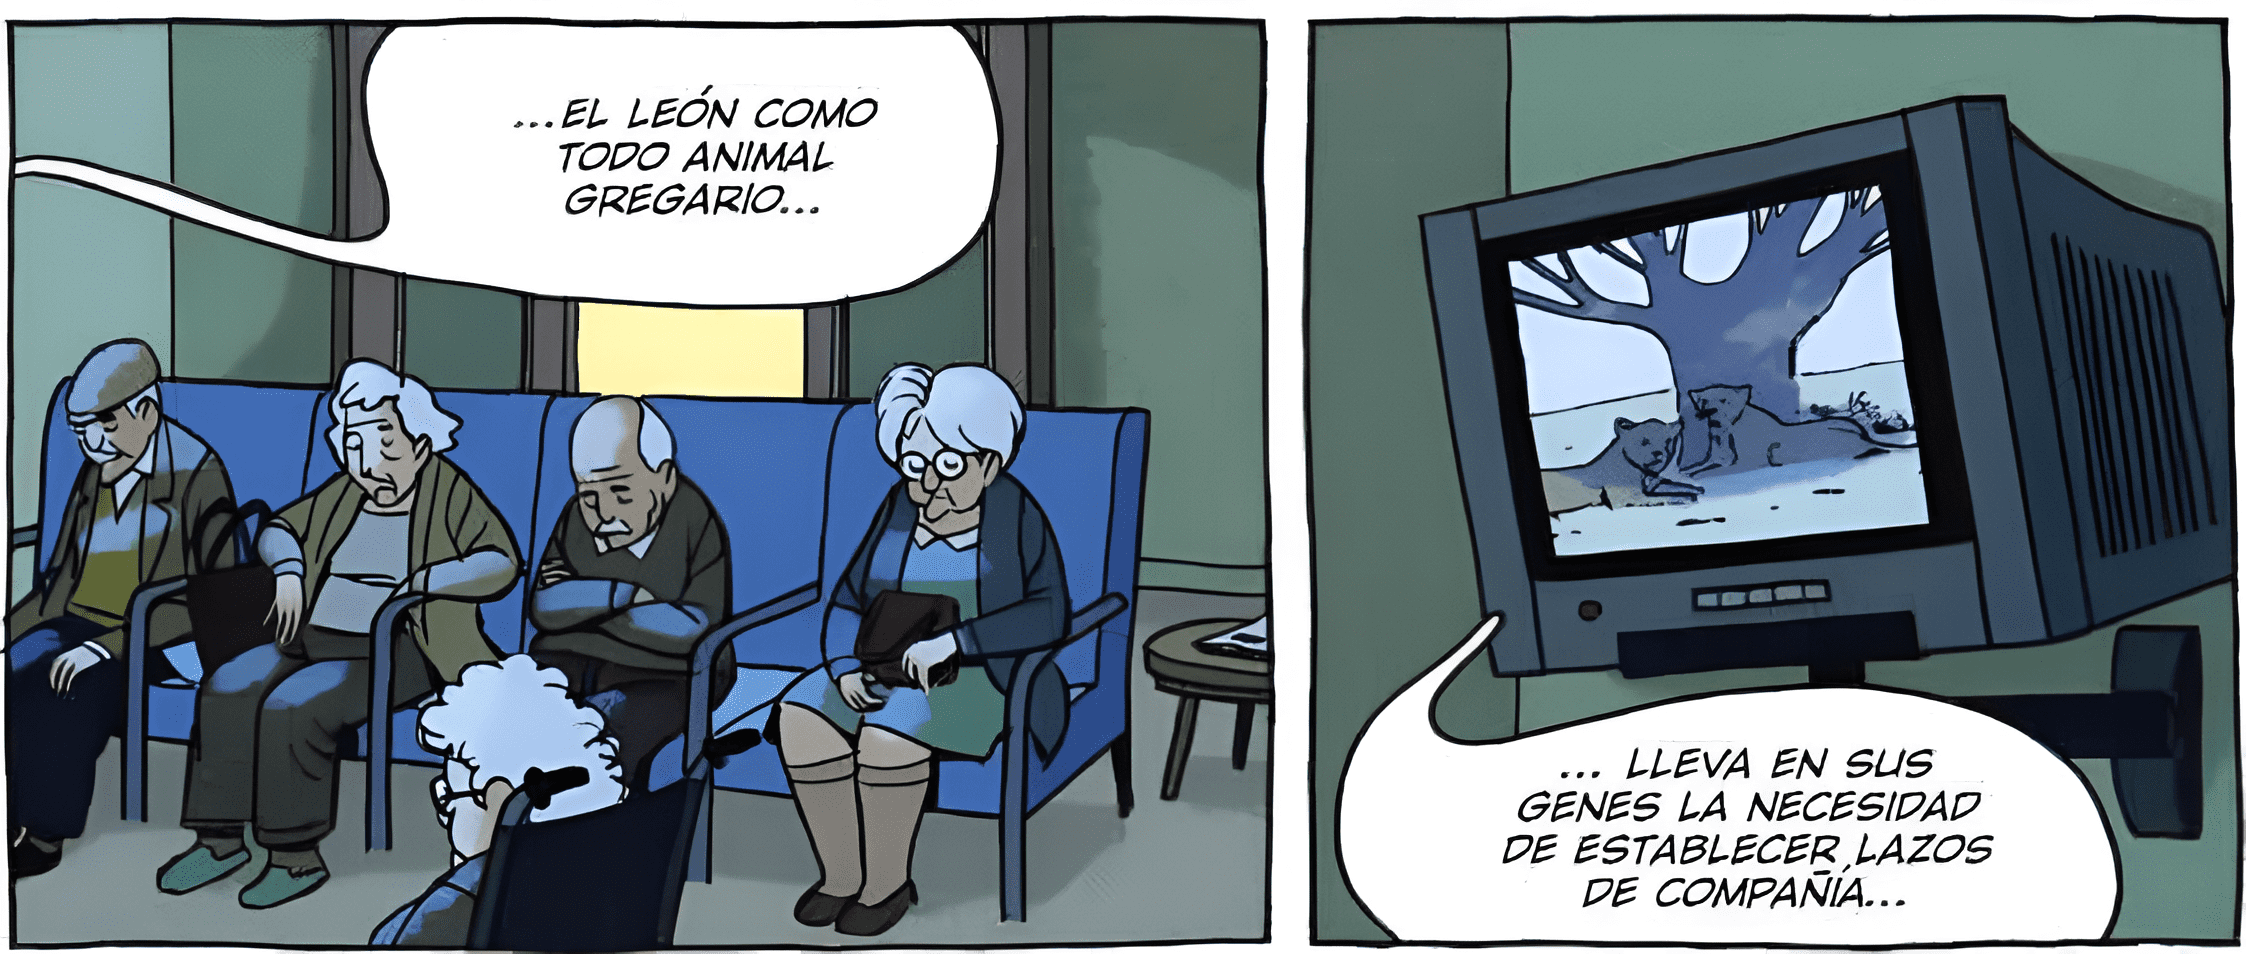 ...EL LEÓN COMO
TODO ANIMAL
GREGARIO...
... LLEVA EN SUS
GENES LA NECESIDAD
DE ESTABLECER LAZOS
DE COMPAÑÍA...